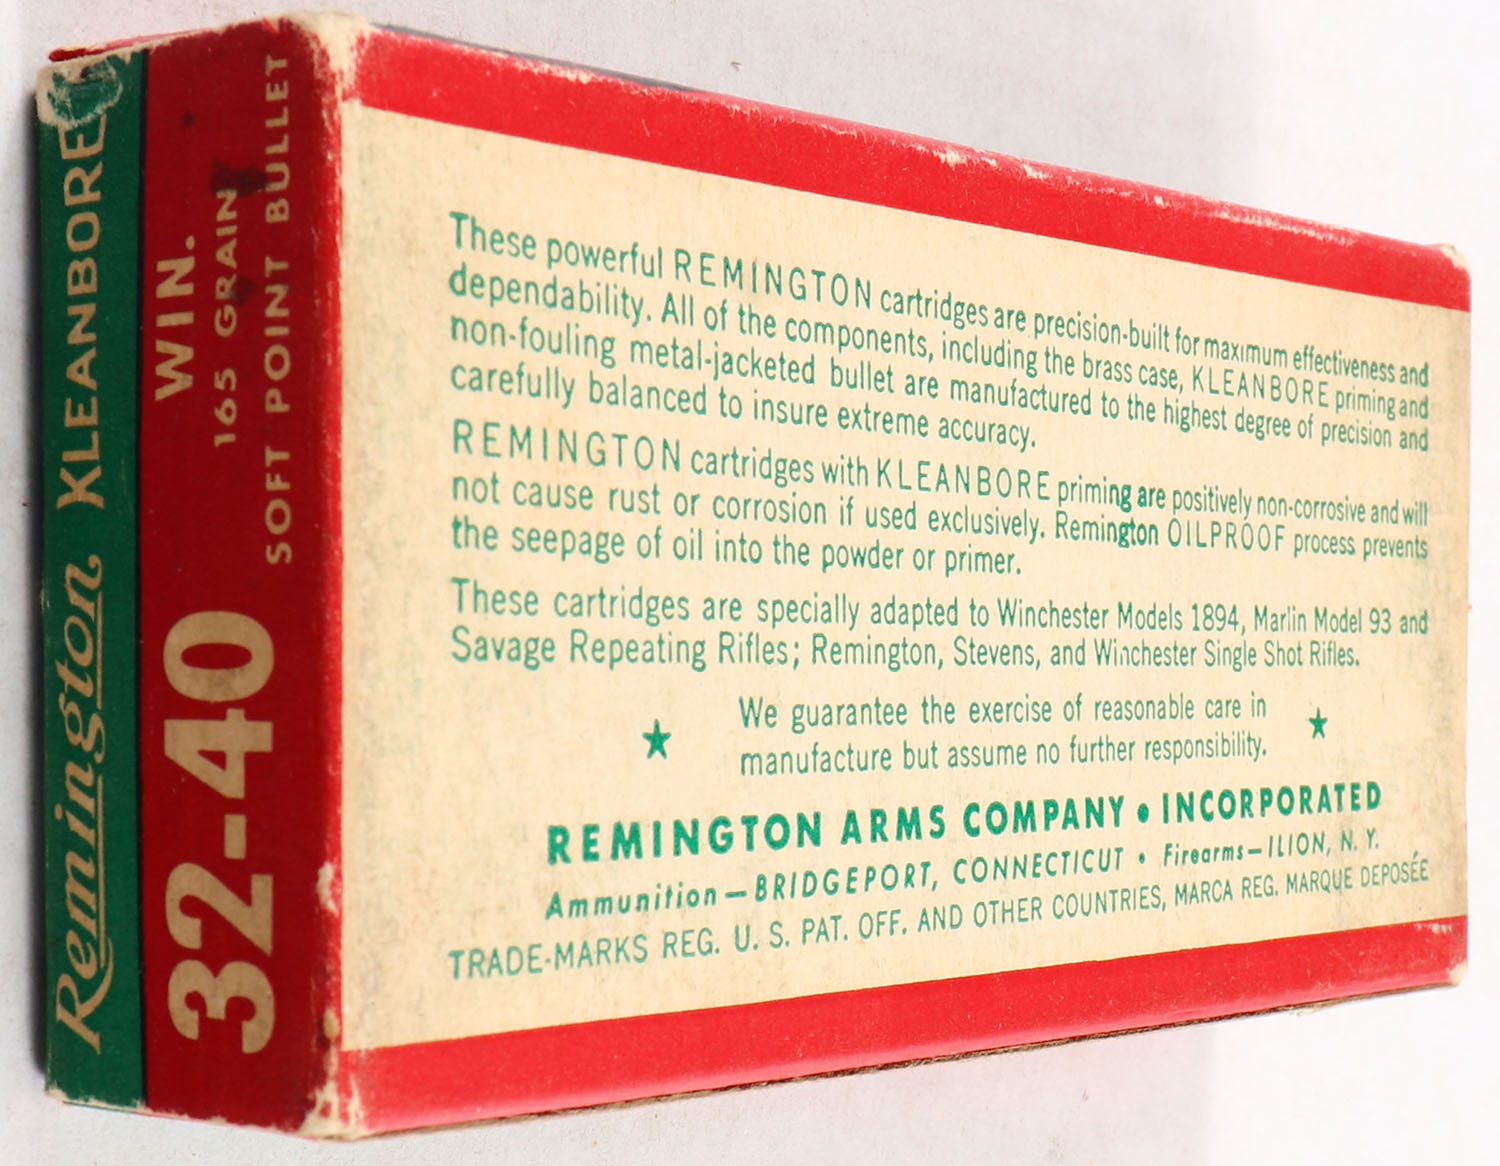 Remington KLEANBORE
32-40 WIN.
165 GRAIN
SOFT POINT BULLET
These powerful REMINGTON cartridges are precision-built for maximum effectiveness and
dependability. All of the components, including the brass case, KLEANBORE priming and
non-fouling metal-jacketed bullet are manufactured to the highest degree of precision and
carefully balanced to insure extreme accuracy.
REMINGTON cartridges with KLEANBORE priming are positively non-corrosive and will
not cause rust or corrosion if used exclusively. Remington OILPROOF process prevents
the seepage of oil into the powder or primer.
These cartridges are specially adapted to Winchester Models 1894, Marlin Model 93 and
Savage Repeating Rifles; Remington, Stevens, and Winchester Single Shot Rifles.
We guarantee the exercise of reasonable care in
manufacture but assume no further responsibility.
REMINGTON ARMS COMPANY • INCORPORATED
Ammunition—BRIDGEPORT, CONNECTICUT • Firearms—ILION, N. Y.
TRADE-MARKS REG. U. S. PAT. OFF. AND OTHER COUNTRIES, MARCA REG. MARQUE DEPOSÉE